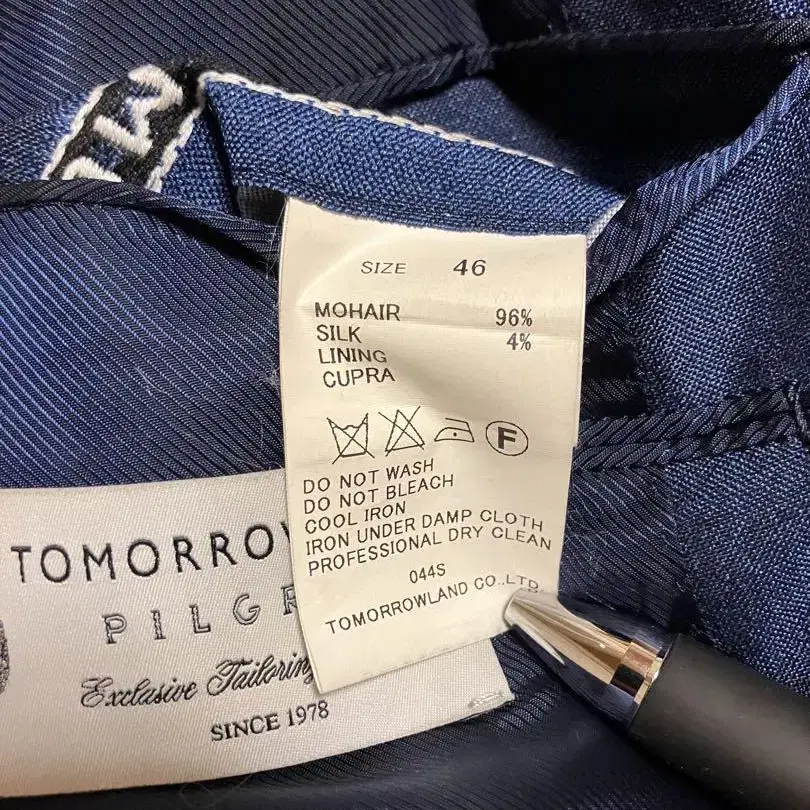 SIZE 46
MOHAIR 96%
SILK 4%
LINING
CUPRA
F
DO NOT WASH
DO NOT BLEACH
COOL IRON
IRON UNDER DAMP CLOTH
PROFESSIONAL DRY CLEAN
044S
TOMORROWLAND CO.,LTD.
TOMORROW
PILGR
Exclusive Tailoring
SINCE 1978